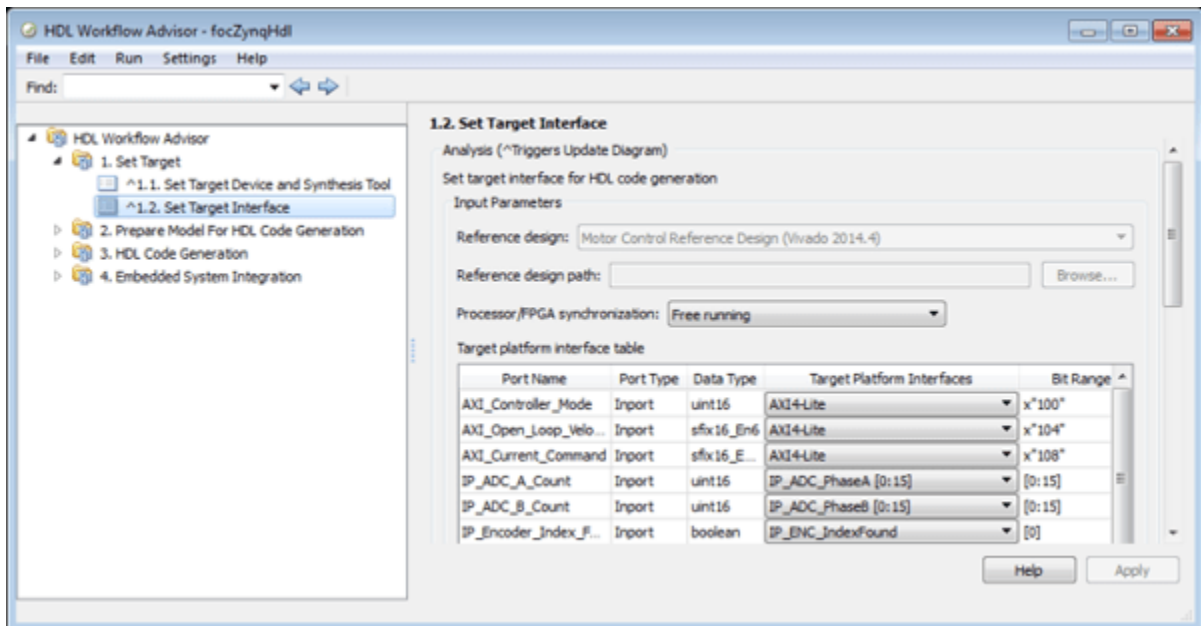 HDL Workflow Advisor - focZynqHdl
File Edit Run Settings Help
Find:
HDL Workflow Advisor
1. Set Target
^1.1. Set Target Device and Synthesis Tool
^1.2. Set Target Interface
2. Prepare Model For HDL Code Generation
3. HDL Code Generation
4. Embedded System Integration
1.2. Set Target Interface
Analysis (^Triggers Update Diagram)
Set target interface for HDL code generation
Input Parameters
Reference design: Motor Control Reference Design (Vivado 2014.4)
Reference design path: Browse...
Processor/FPGA synchronization: Free running
Target platform interface table
Port Name Port Type Data Type Target Platform Interfaces Bit Range
AXI_Controller_Mode Inport uint16 AXI4-Lite x"100"
AXI_Open_Loop_Velo... Inport sfix16_En6 AXI4-Lite x"104"
AXI_Current_Command Inport sfix16_E... AXI4-Lite x"108"
IP_ADC_A_Count Inport uint16 IP_ADC_PhaseA [0:15] [0:15]
IP_ADC_B_Count Inport uint16 IP_ADC_PhaseB [0:15] [0:15]
IP_Encoder_Index_F... Inport boolean IP_ENC_IndexFound [0]
Help Apply